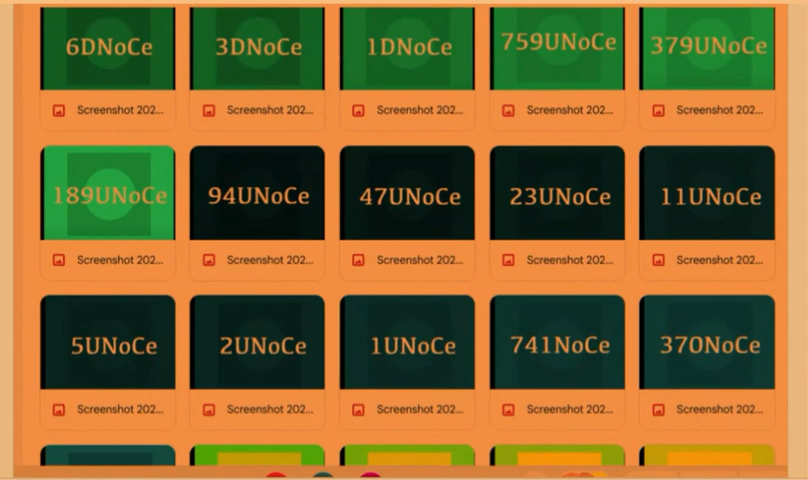 6DNoCe 3DNoCe 1DNoCe 759UNoCe 379UNoCe
Screenshot 202... Screenshot 202... Screenshot 202... Screenshot 202... Screenshot 202...
189UNoCe 94UNoCe 47UNoCe 23UNoCe 11UNoCe
Screenshot 202... Screenshot 202... Screenshot 202... Screenshot 202... Screenshot 202...
5UNoCe 2UNoCe 1UNoCe 741NoCe 370NoCe
Screenshot 202... Screenshot 202... Screenshot 202... Screenshot 202... Screenshot 202...